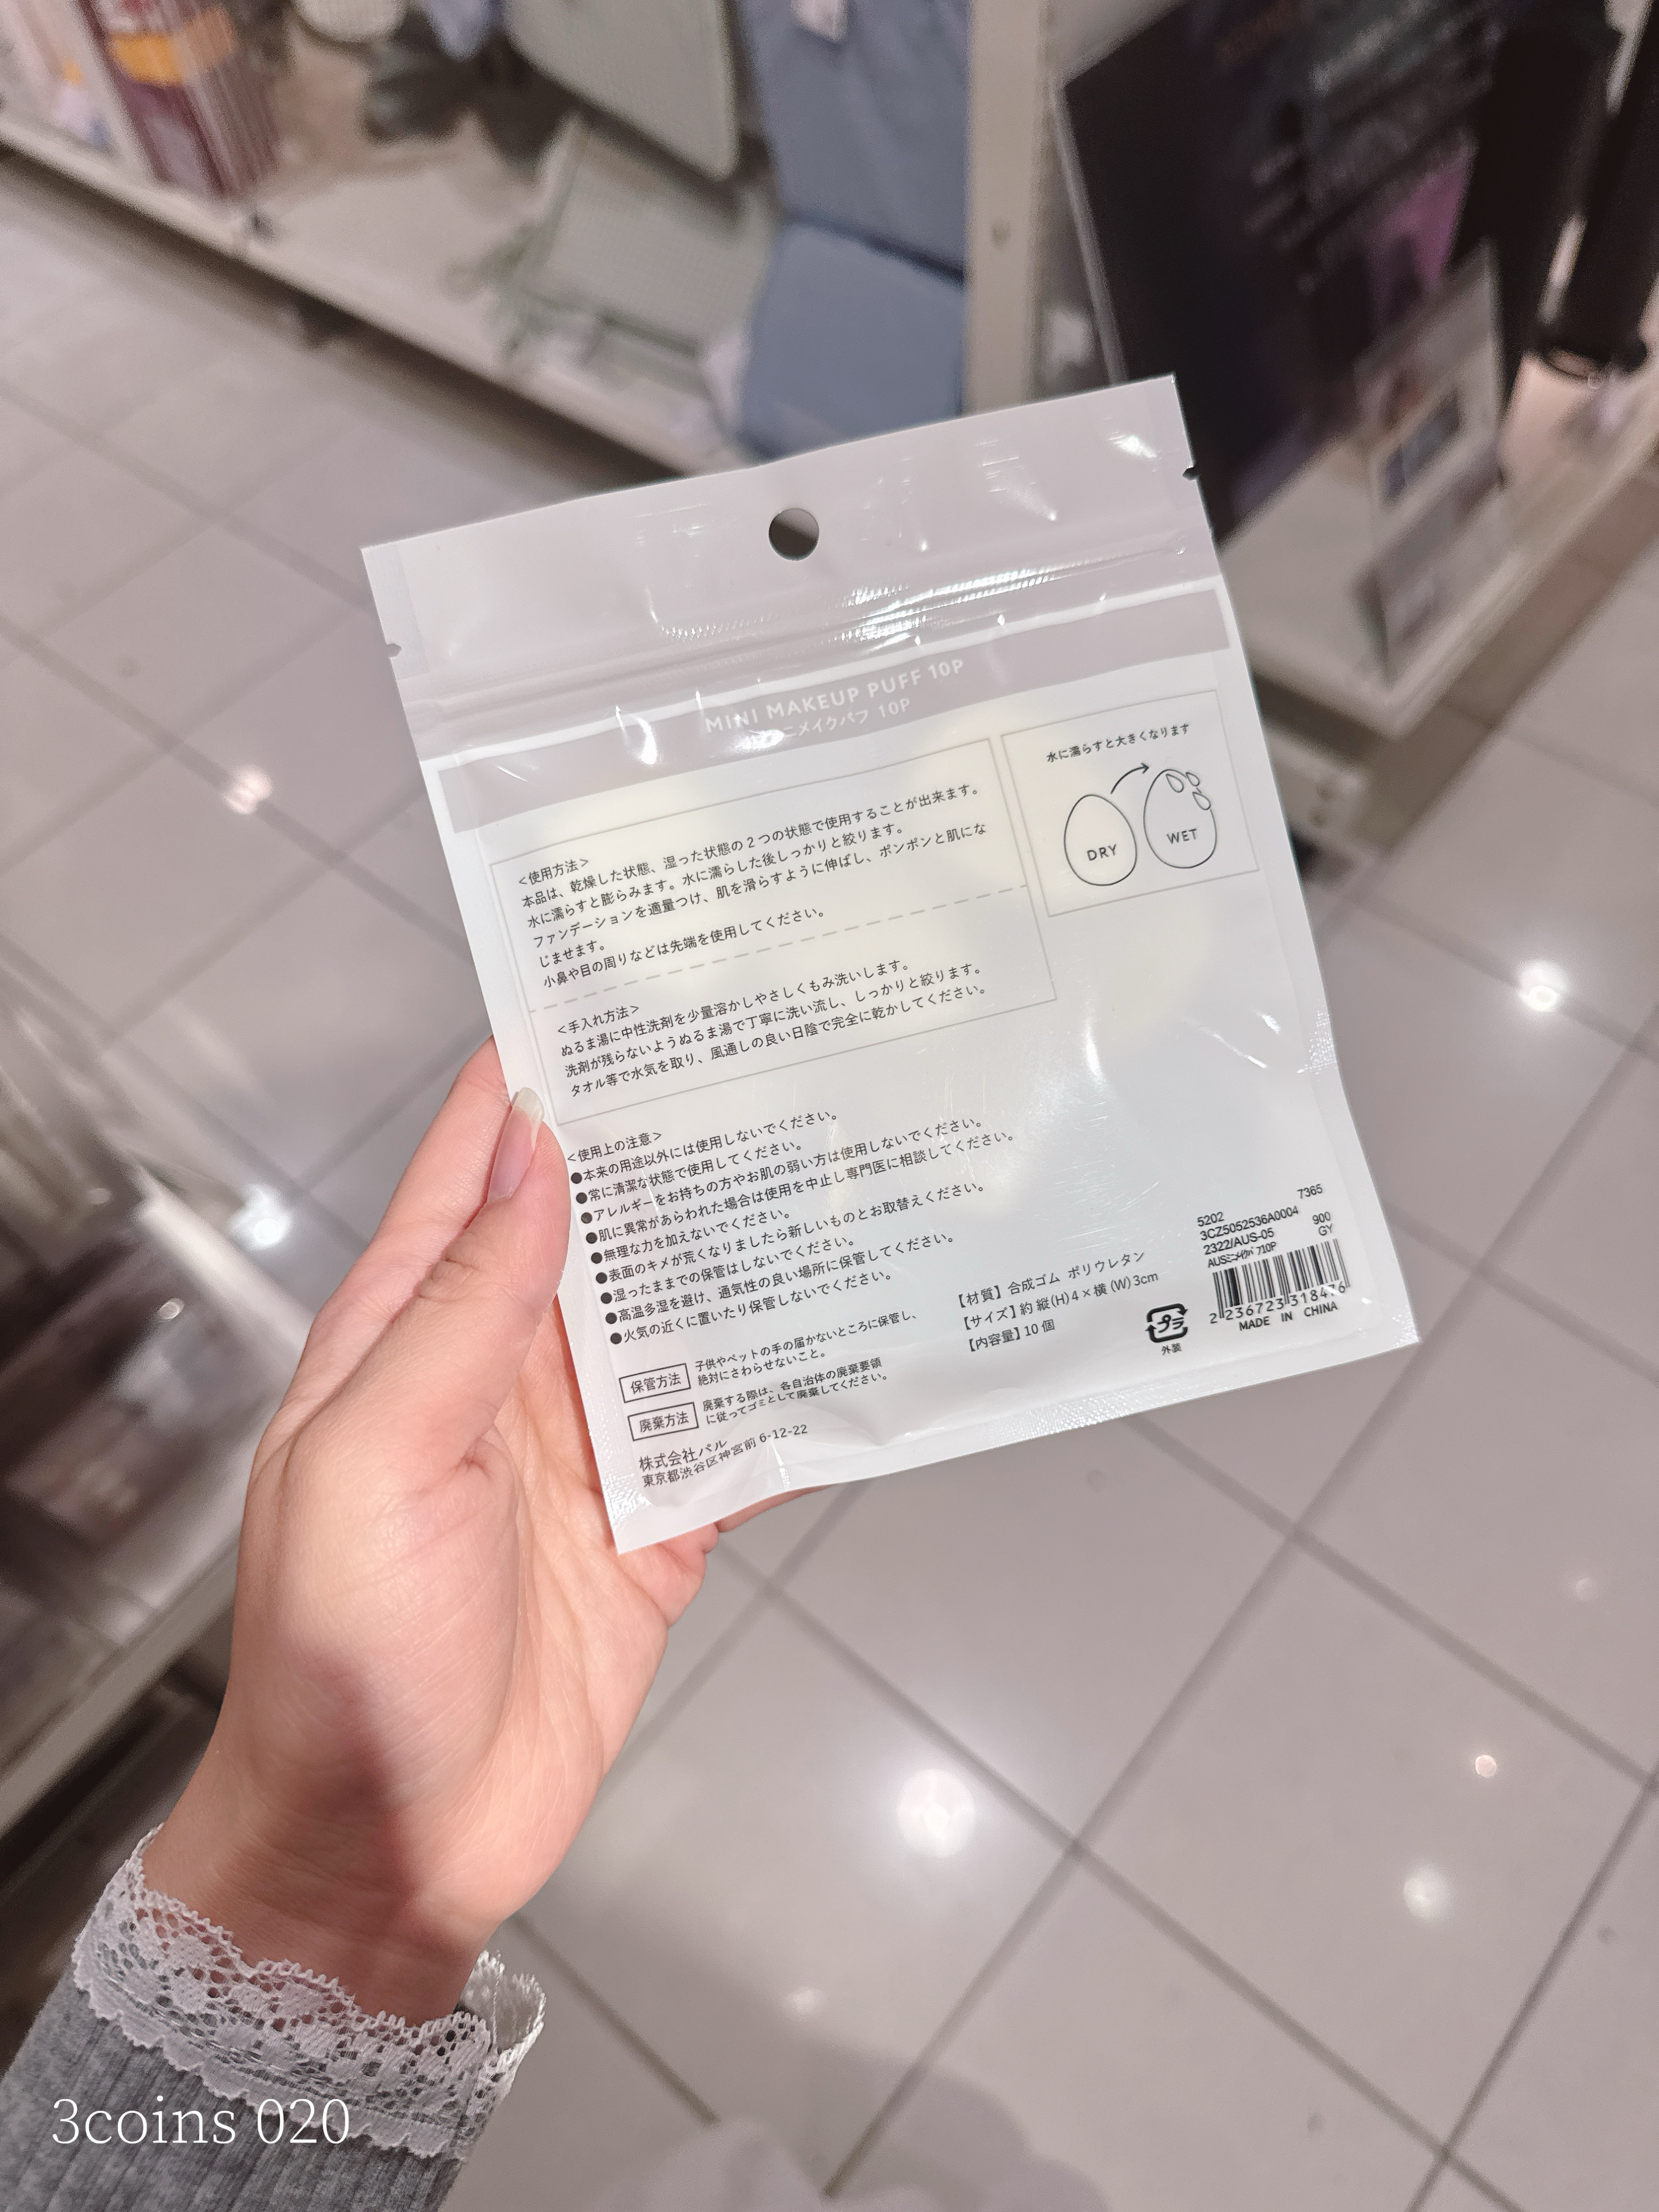 MINI MAKEUP PUFF 10P
ニメイクパフ 10P
<使用方法>
本品は、乾燥した状態、湿った状態の2つの状態で使用することが出来ます。
水に濡らすと膨らみます。水に濡らした後しっかりと絞ります。
ファンデーションを適量つけ、肌を滑らすように伸ばし、ポンポンと肌にな
じませます。
小鼻や目の周りなどは先端を使用してください。
<手入れ方法>
ぬるま湯に中性洗剤を少量溶かしやさしくもみ洗いします。
洗剤が残らないようぬるま湯で丁寧に洗い流し、しっかりと絞ります。
タオル等で水気を取り、風通しの良い日陰で完全に乾かしてください。
水に濡らすと大きくなります
DRY
WET
<使用上の注意>
●本来の用途以外には使用しないでください。
●常に清潔な状態で使用してください。
●アレルギーをお持ちの方やお肌の弱い方は使用しないでください。
●肌に異常があらわれた場合は使用を中止し専門医に相談してください。
●無理な力を加えないでください。
●表面のキメが荒くなりましたら新しいものとお取替えください。
●湿ったままでの保管はしないでください。
●高温多湿を避け、通気性の良い場所に保管してください。
●火気の近くに置いたり保管しないでください。
保管方法
子供やペットの手の届かないところに保管し、
絶対にさわらせないこと。
廃棄方法
廃棄する際は、各自治体の廃棄要領
に従ってゴミとして廃棄してください。
株式会社パル
東京都渋谷区神宮前 6-12-22
【材質】合成ゴム ポリウレタン
【サイズ】約 縦(H)4×横(W)3cm
【内容量】10個
プラ
外装
5202 7365
3CZ5052536A0004
2322/AUS-05 900
AUSミニメイクパ 710P GY
2 236723 318476
MADE IN CHINA
3coins 020